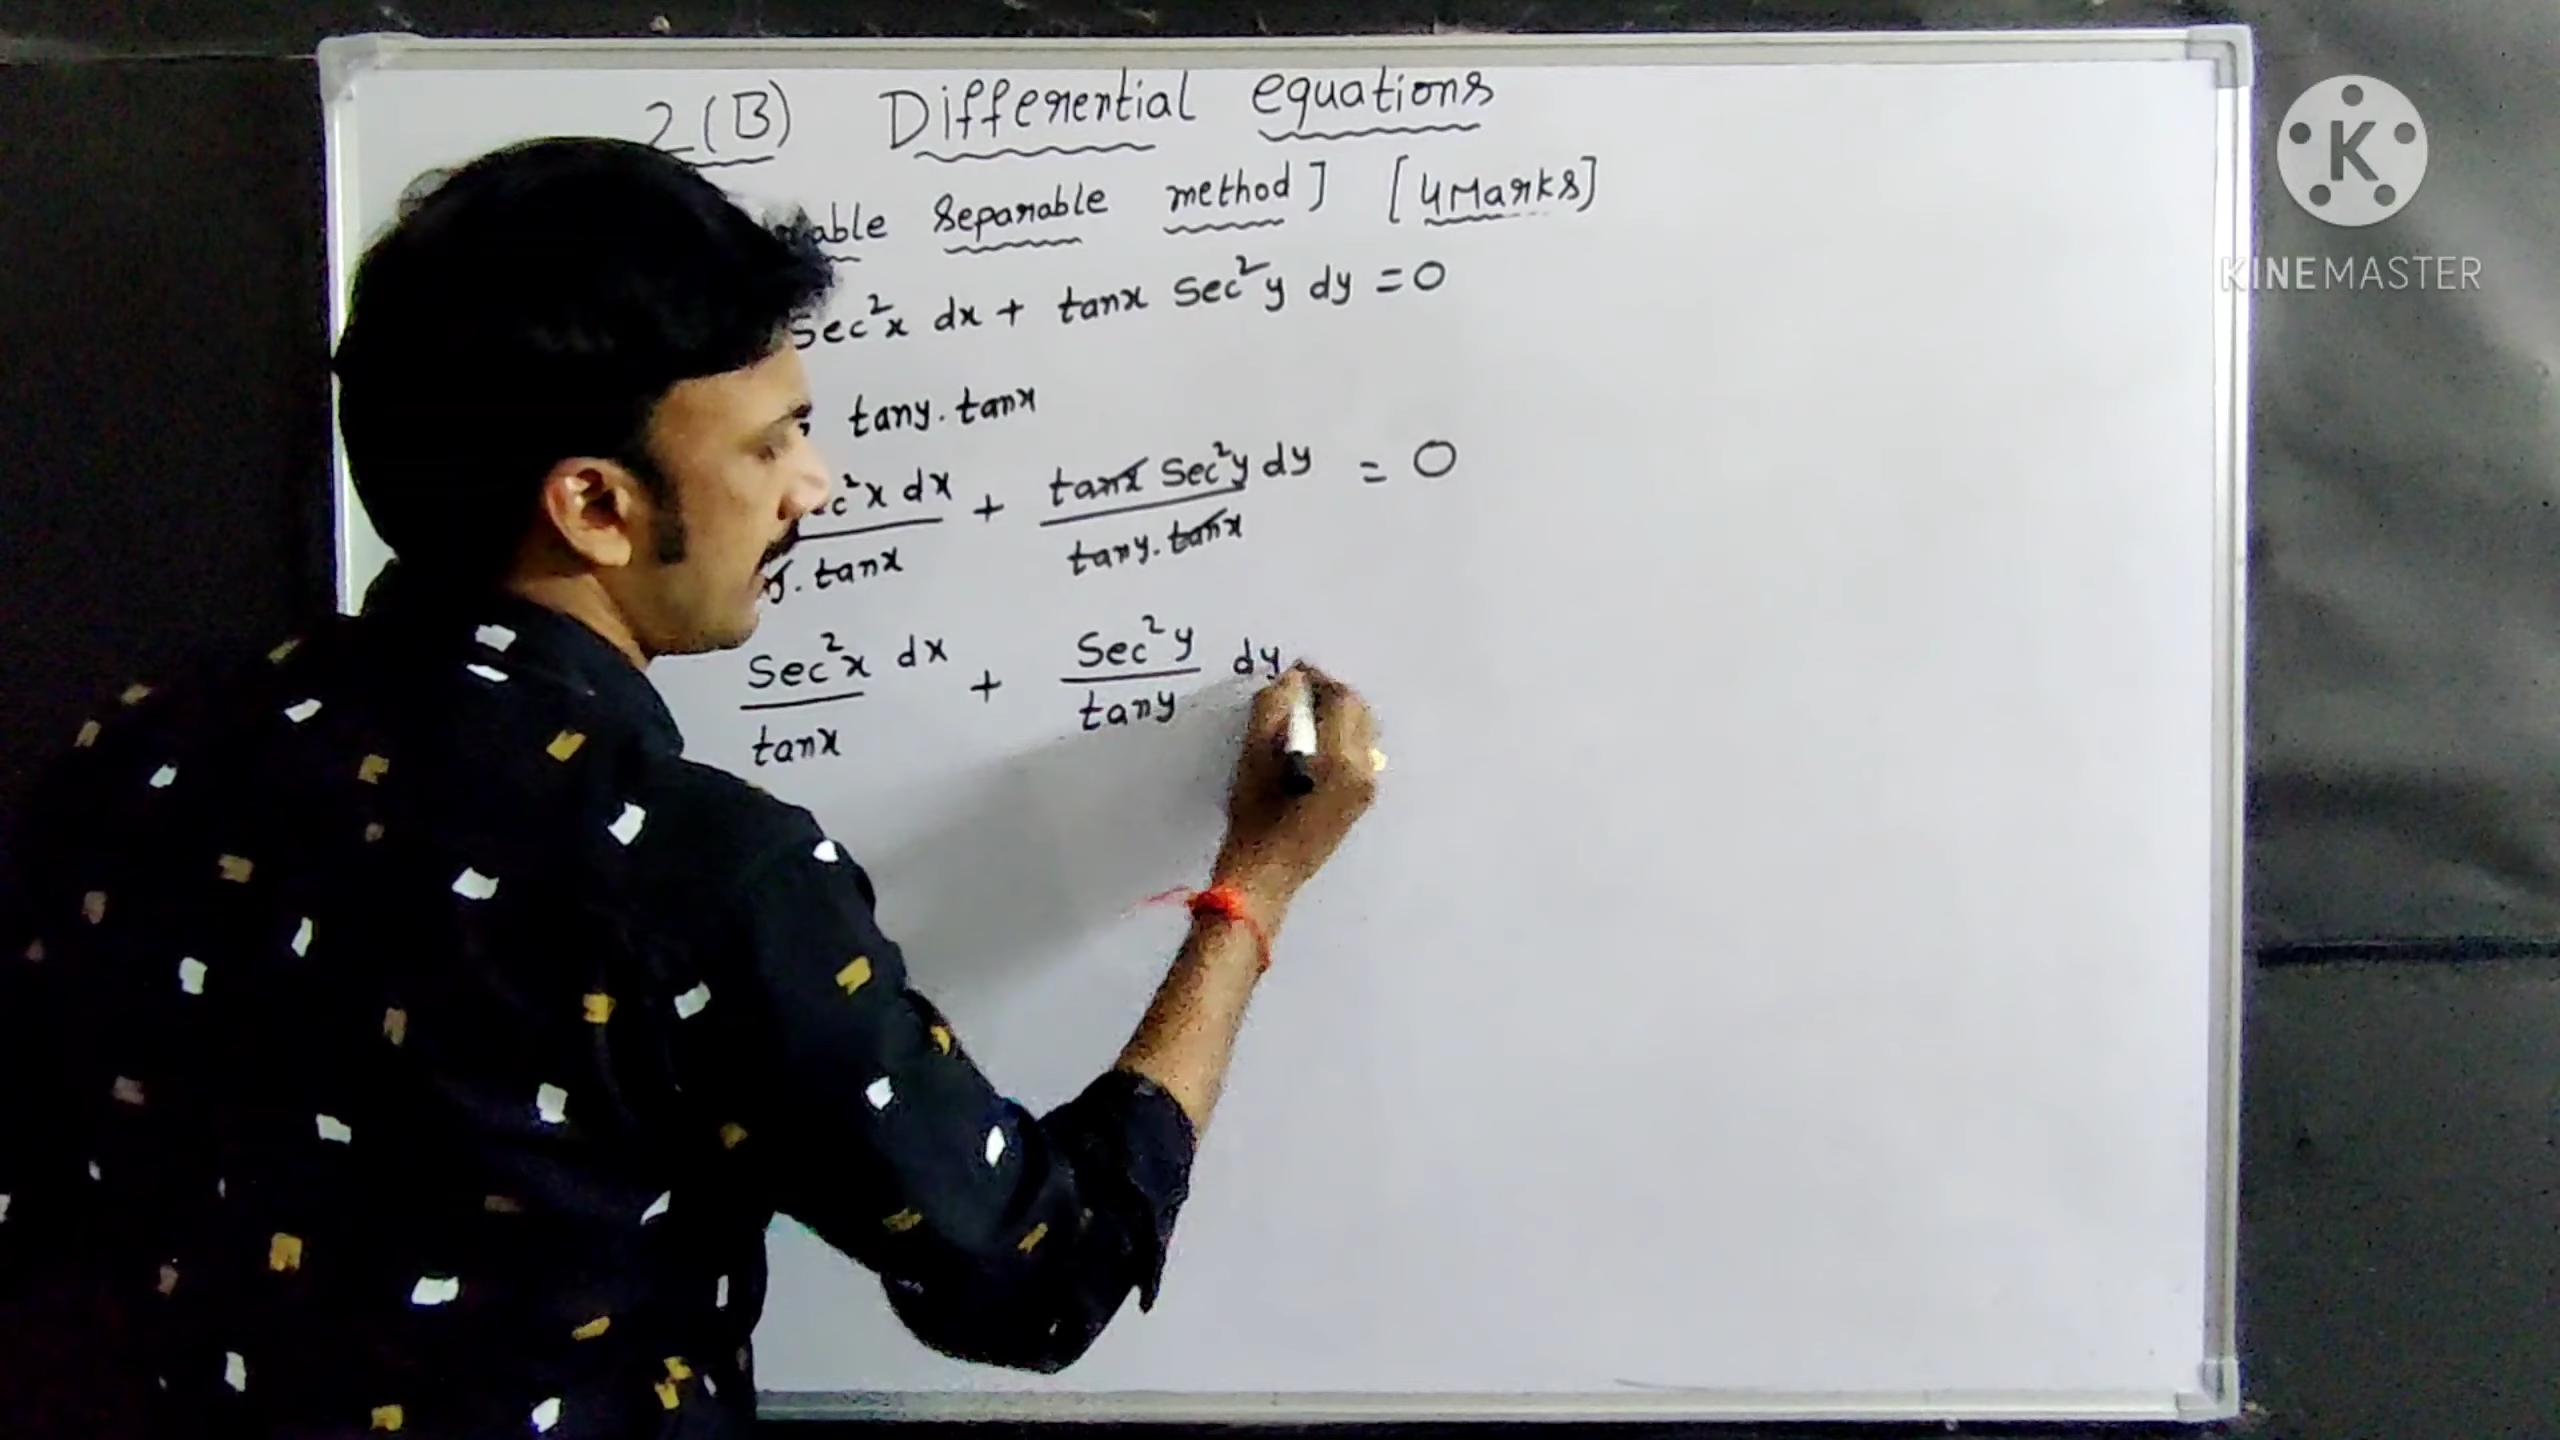 2(B) Differential equations
Separable method] [4Marks]
Sec²x dx + tanx Sec²y dy = 0
tany. tanx
c²x dx / . tanx + tanx Sec²y dy / tany. tanx = 0
Sec²x / tanx dx + Sec²y / tany dy
K
KINEMASTER